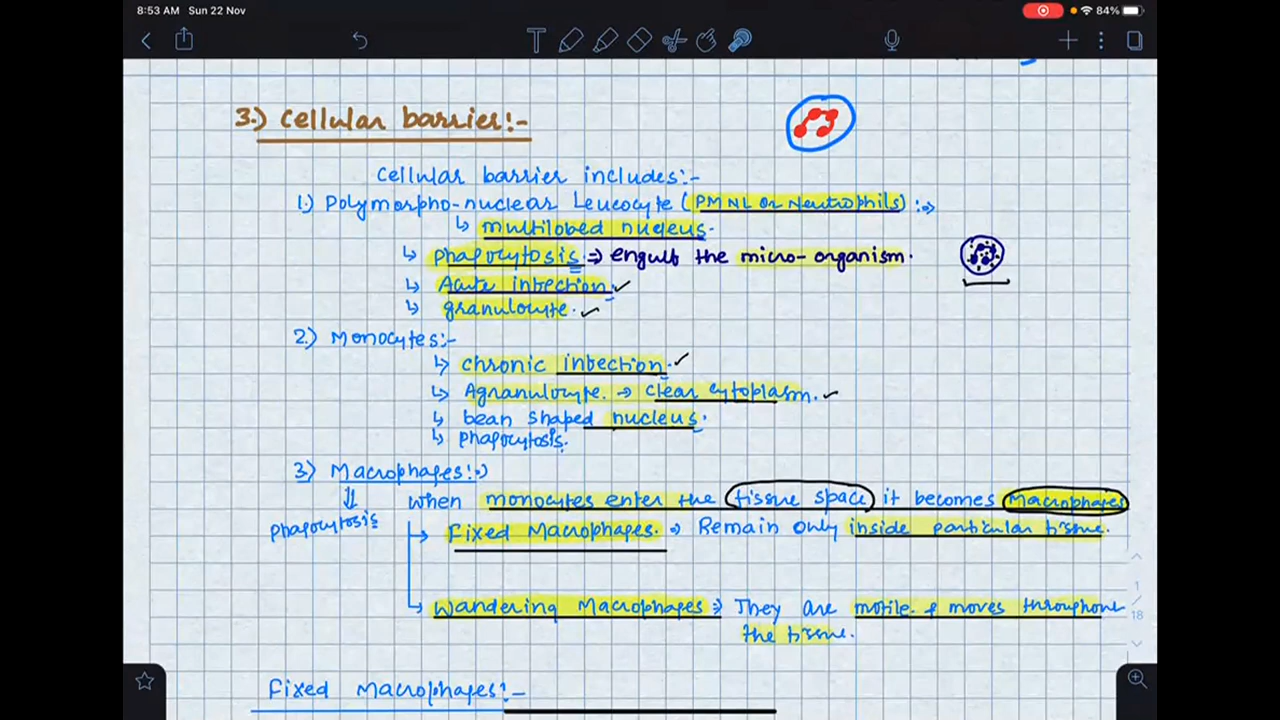 8:53 AM Sun 22 Nov
84%
3.) Cellular barrier:-
Cellular barrier includes:-
1.) Polymorpho-nuclear Leucocyte (PMNL or Neutrophils) :→
↳ multilobed nucleus.
↳ phagocytosis ⇒ engulf the micro-organism.
↳ Acute infection ✓
↳ granulocyte. ✓
2.) Monocytes:-
↳ chronic infection. ✓
↳ Agranulocyte. → clear cytoplasm. ✓
↳ bean shaped nucleus.
↳ phagocytosis.
3.) Macrophages:→
when monocytes enter the tissue space it becomes Macrophages
⇓
phagocytosis
→ Fixed Macrophages. → Remain only inside particular tissue.
↳ Wandering Macrophages ⇒ They are motile & moves throughout
the tissue.
1
/
18
Fixed Macrophages:-